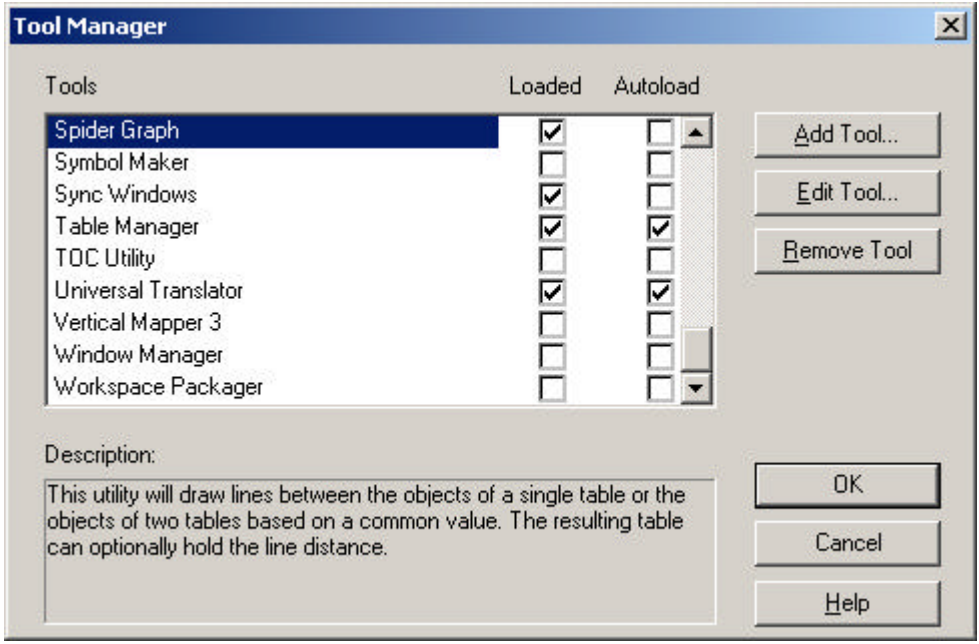 Tool Manager
Tools Loaded Autoload
Spider Graph
Symbol Maker
Sync Windows
Table Manager
TOC Utility
Universal Translator
Vertical Mapper 3
Window Manager
Workspace Packager
Add Tool...
Edit Tool...
Remove Tool
Description:
This utility will draw lines between the objects of a single table or the
objects of two tables based on a common value. The resulting table
can optionally hold the line distance.
OK
Cancel
Help